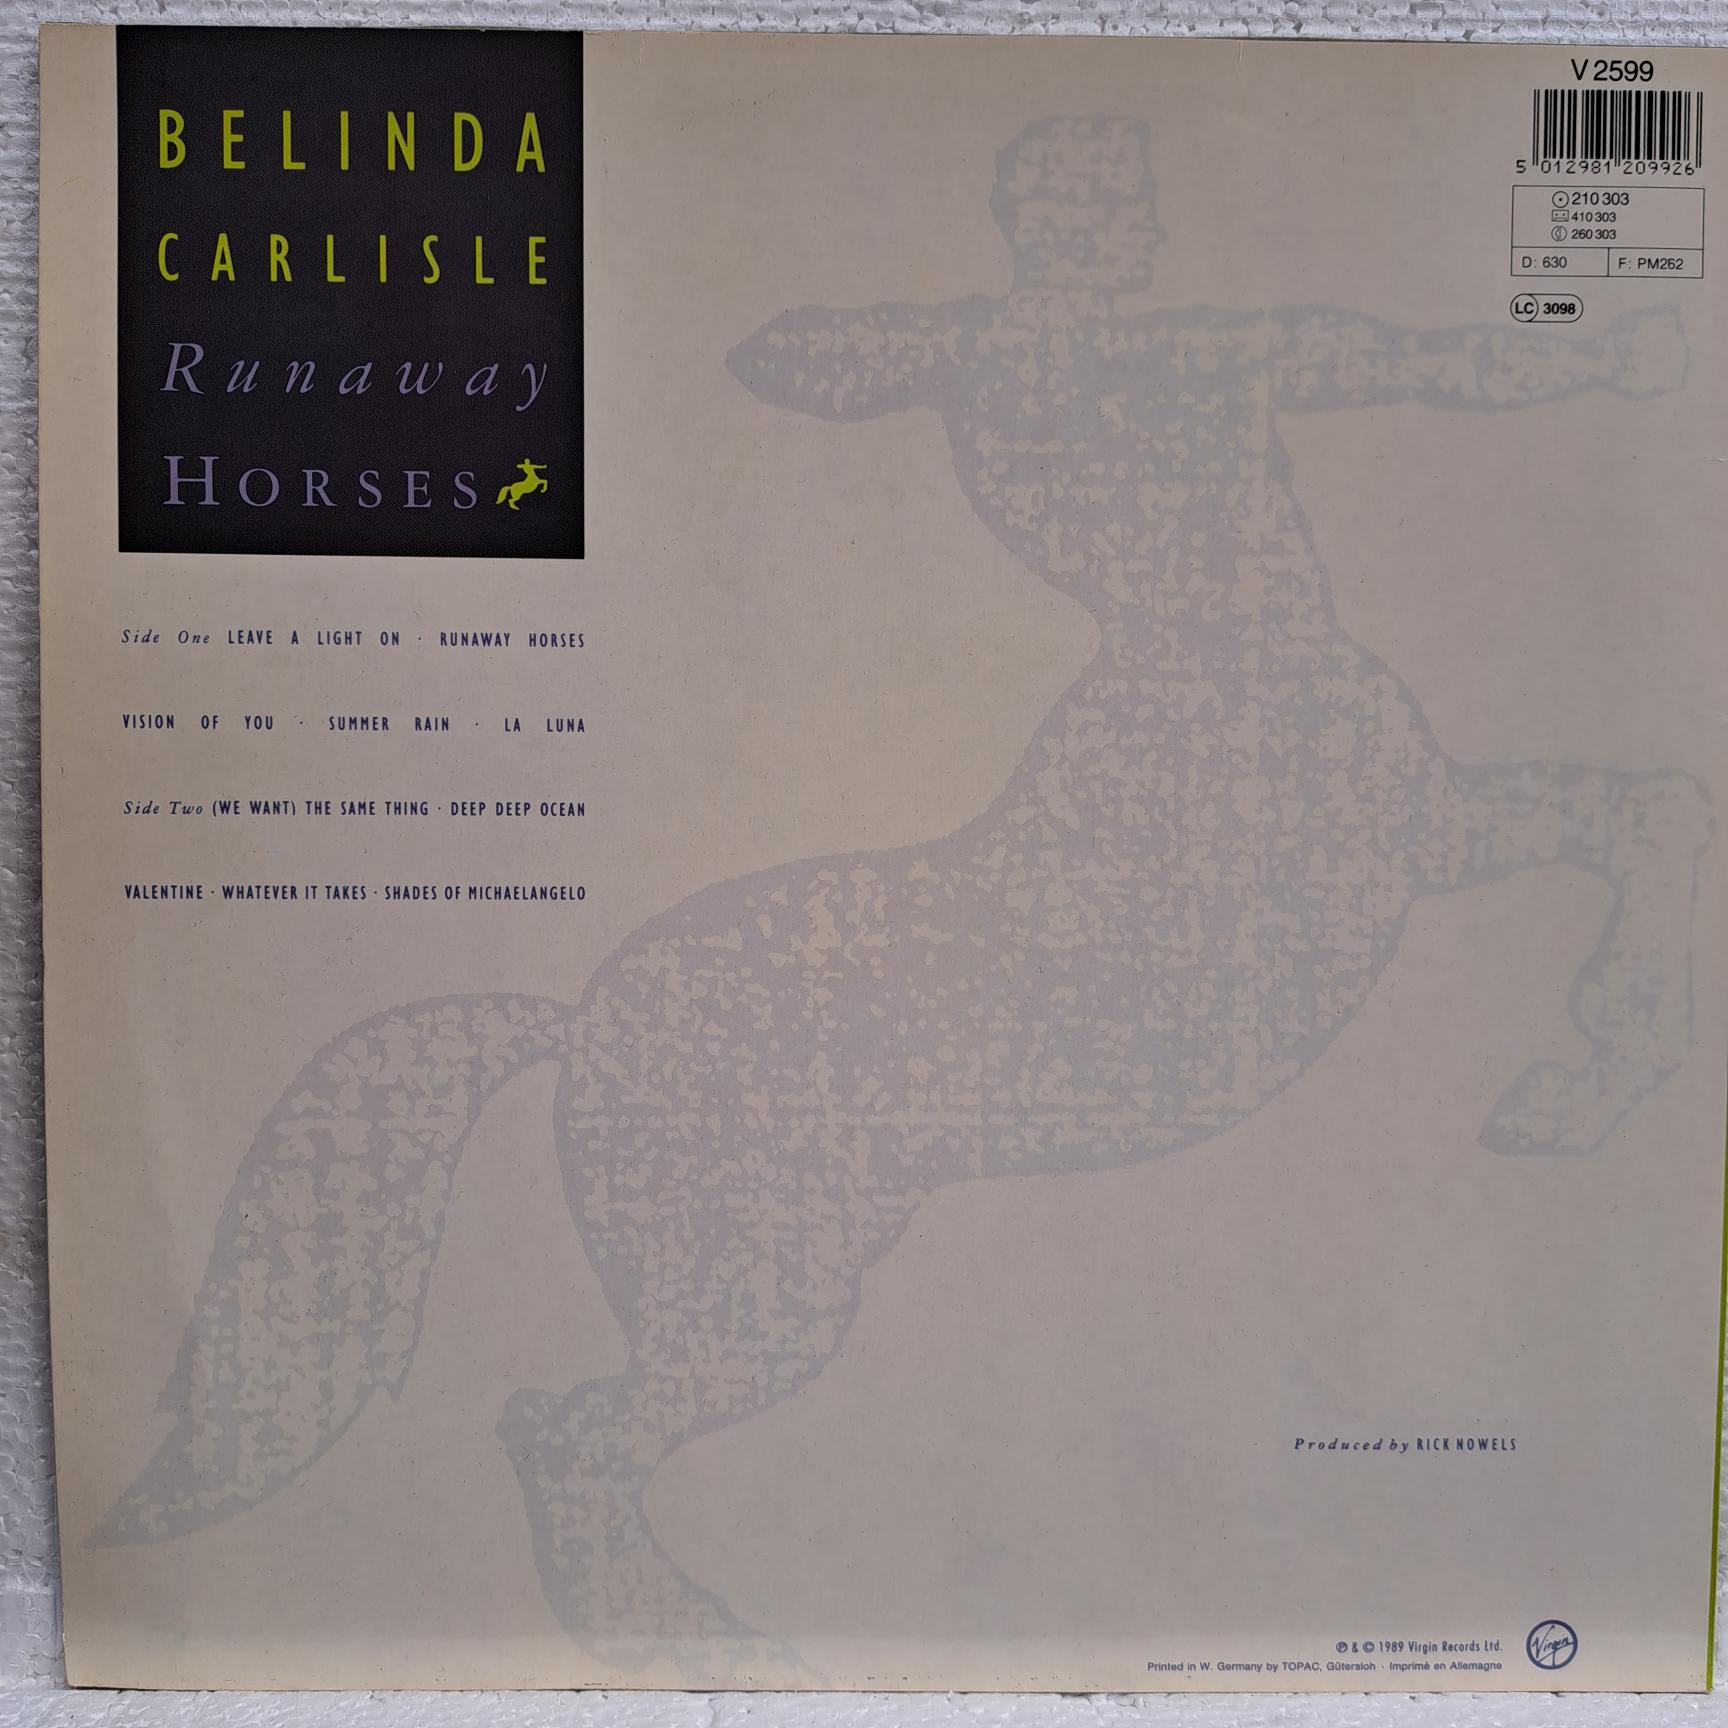 BELINDA
CARLISLE
Runaway
HORSES
V 2599
5 012981 209926
210 303
410 303
260 303
D: 630 F: PM262
LC 3098
Side One LEAVE A LIGHT ON · RUNAWAY HORSES
VISION OF YOU · SUMMER RAIN · LA LUNA
Side Two (WE WANT) THE SAME THING · DEEP DEEP OCEAN
VALENTINE · WHATEVER IT TAKES · SHADES OF MICHAELANGELO
Produced by RICK NOWELS
℗ & © 1989 Virgin Records Ltd.
Printed in W. Germany by TOPAC, Gütersloh · Imprimé en Allemagne
Virgin